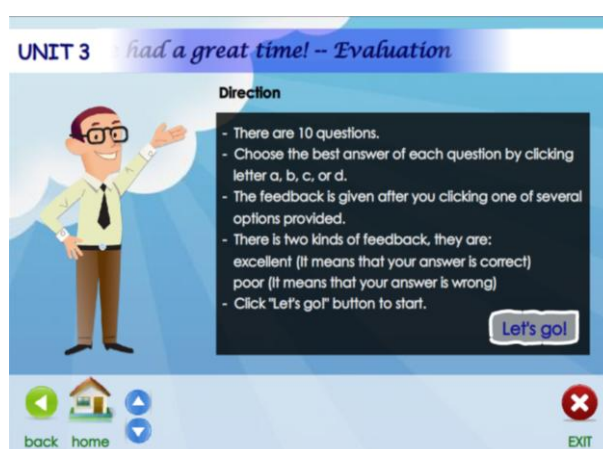 UNIT 3
had a great time! -- Evaluation
Direction
- There are 10 questions.
- Choose the best answer of each question by clicking
letter a, b, c, or d.
- The feedback is given after you clicking one of several
options provided.
- There is two kinds of feedback, they are:
excellent (It means that your answer is correct)
poor (It means that your answer is wrong)
- Click "Let's go!" button to start.
Let's go!
back home
EXIT